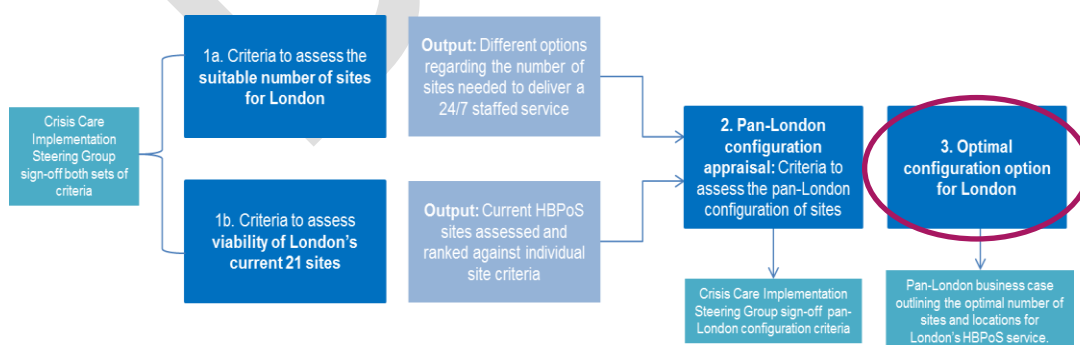 Crisis Care
Implementation
Steering Group
sign-off both sets of
criteria
1a. Criteria to assess the
suitable number of sites
for London
1b. Criteria to assess
viability of London's
current 21 sites
Output: Different options
regarding the number of
sites needed to deliver a
24/7 staffed service
Output: Current HBPoS
sites assessed and
ranked against individual
site criteria
2. Pan-London
configuration
appraisal: Criteria to
assess the pan-London
configuration of sites
Crisis Care Implementation
Steering Group sign-off pan-
London configuration criteria
3. Optimal
configuration option
for London
Pan-London business case
outlining the optimal number of
sites and locations for
London's HBPoS service.